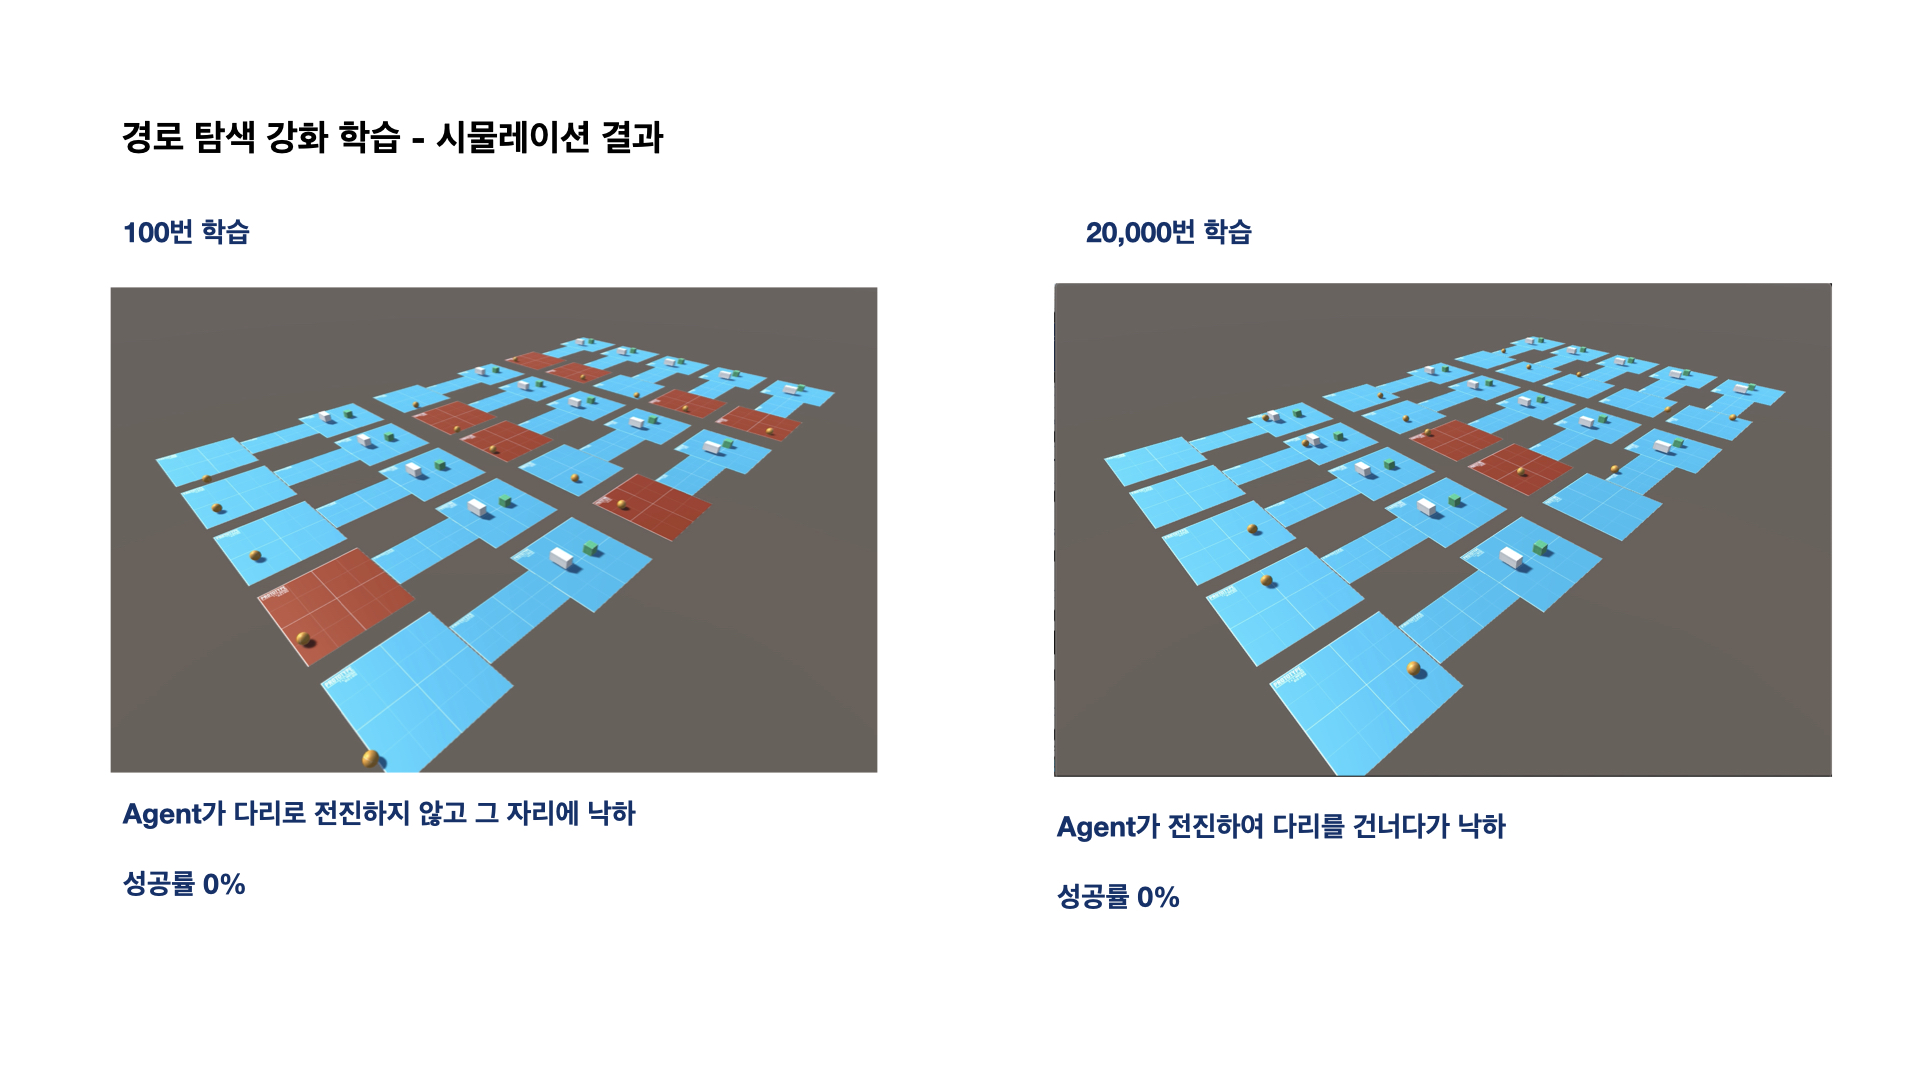 경로 탐색 강화 학습 - 시물레이션 결과
100번 학습
20,000번 학습
Agent가 다리로 전진하지 않고 그 자리에 낙하
성공률 0%
Agent가 전진하여 다리를 건너다가 낙하
성공률 0%